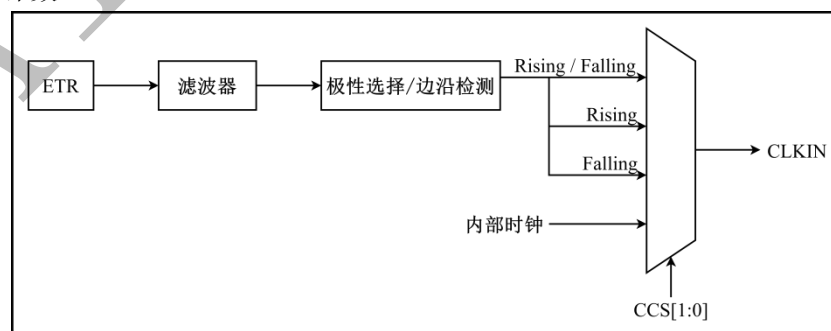 Rising / Falling
ETR
滤波器
极性选择/边沿检测
Rising
CLKIN
Falling
内部时钟
CCS[1:0]